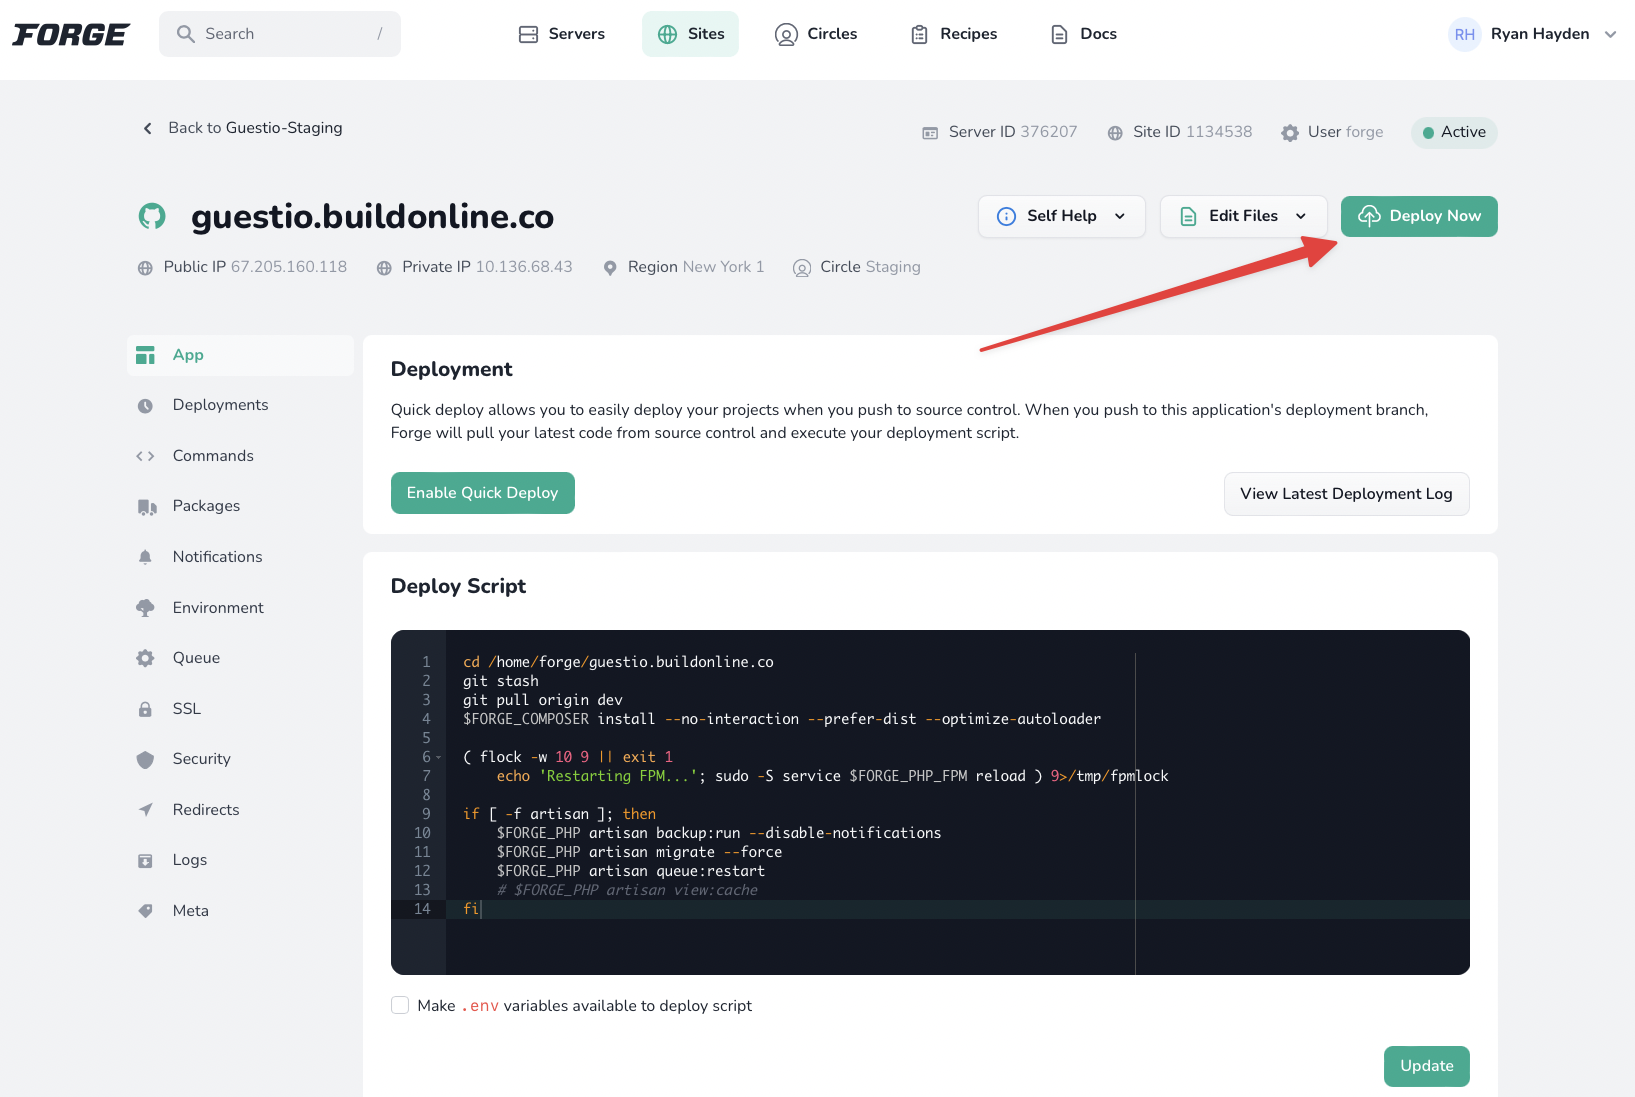 FORGE
Search /
Servers
Sites
Circles
Recipes
Docs
RH Ryan Hayden
Back to Guestio-Staging
Server ID 376207
Site ID 1134538
User forge
Active
guestio.buildonline.co
Self Help
Edit Files
Deploy Now
Public IP 67.205.160.118
Private IP 10.136.68.43
Region New York 1
Circle Staging
App
Deployments
Commands
Packages
Notifications
Environment
Queue
SSL
Security
Redirects
Logs
Meta
Deployment
Quick deploy allows you to easily deploy your projects when you push to source control. When you push to this application's deployment branch,
Forge will pull your latest code from source control and execute your deployment script.
Enable Quick Deploy
View Latest Deployment Log
Deploy Script
1 cd /home/forge/guestio.buildonline.co
2 git stash
3 git pull origin dev
4 $FORGE_COMPOSER install --no-interaction --prefer-dist --optimize-autoloader
5
6 ( flock -w 10 9 || exit 1
7     echo 'Restarting FPM...'; sudo -S service $FORGE_PHP_FPM reload ) 9>/tmp/fpmlock
8
9 if [ -f artisan ]; then
10     $FORGE_PHP artisan backup:run --disable-notifications
11     $FORGE_PHP artisan migrate --force
12     $FORGE_PHP artisan queue:restart
13     # $FORGE_PHP artisan view:cache
14 fi
Make .env variables available to deploy script
Update